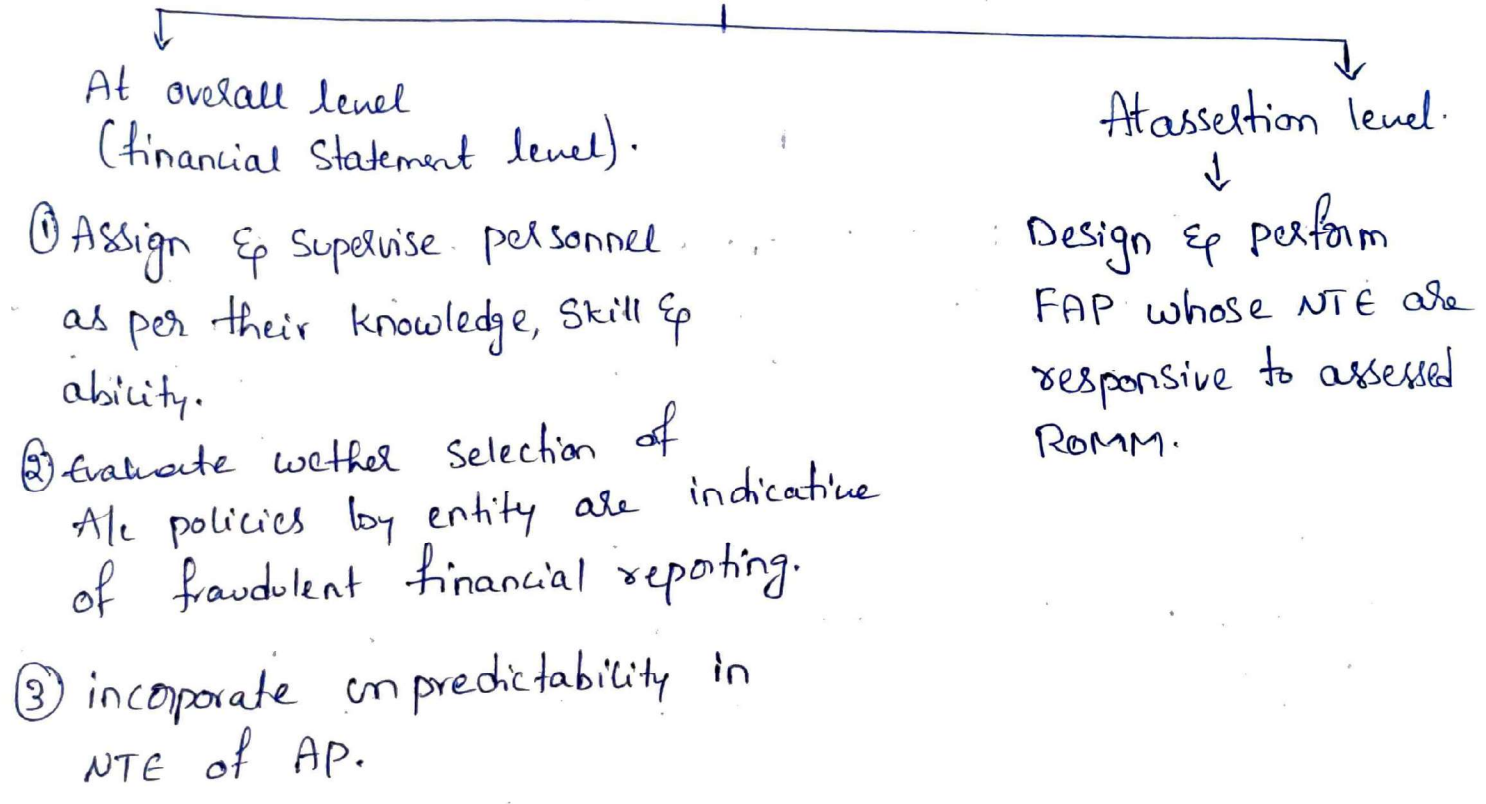 At overall level
(financial Statement level).
① Assign & Supervise personnel
as per their knowledge, Skill &
ability.
② Evaluate wether Selection of
A/c policies by entity are indicative
of fraudulent financial reporting.
③ incorporate unpredictability in
NTE of AP.
At assertion level.
Design & perform
FAP whose NTE are
responsive to assessed
ROMM.